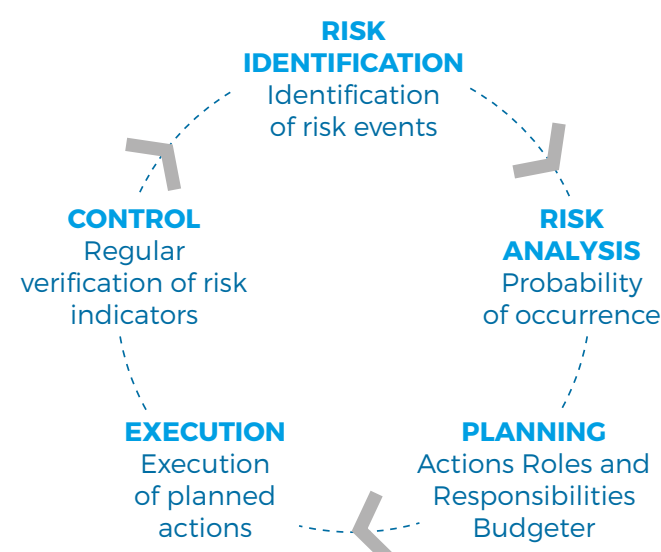 RISK
IDENTIFICATION
Identification
of risk events
RISK
ANALYSIS
Probability
of occurrence
PLANNING
Actions Roles and
Responsibilities
Budgeter
EXECUTION
Execution
of planned
actions
CONTROL
Regular
verification of risk
indicators